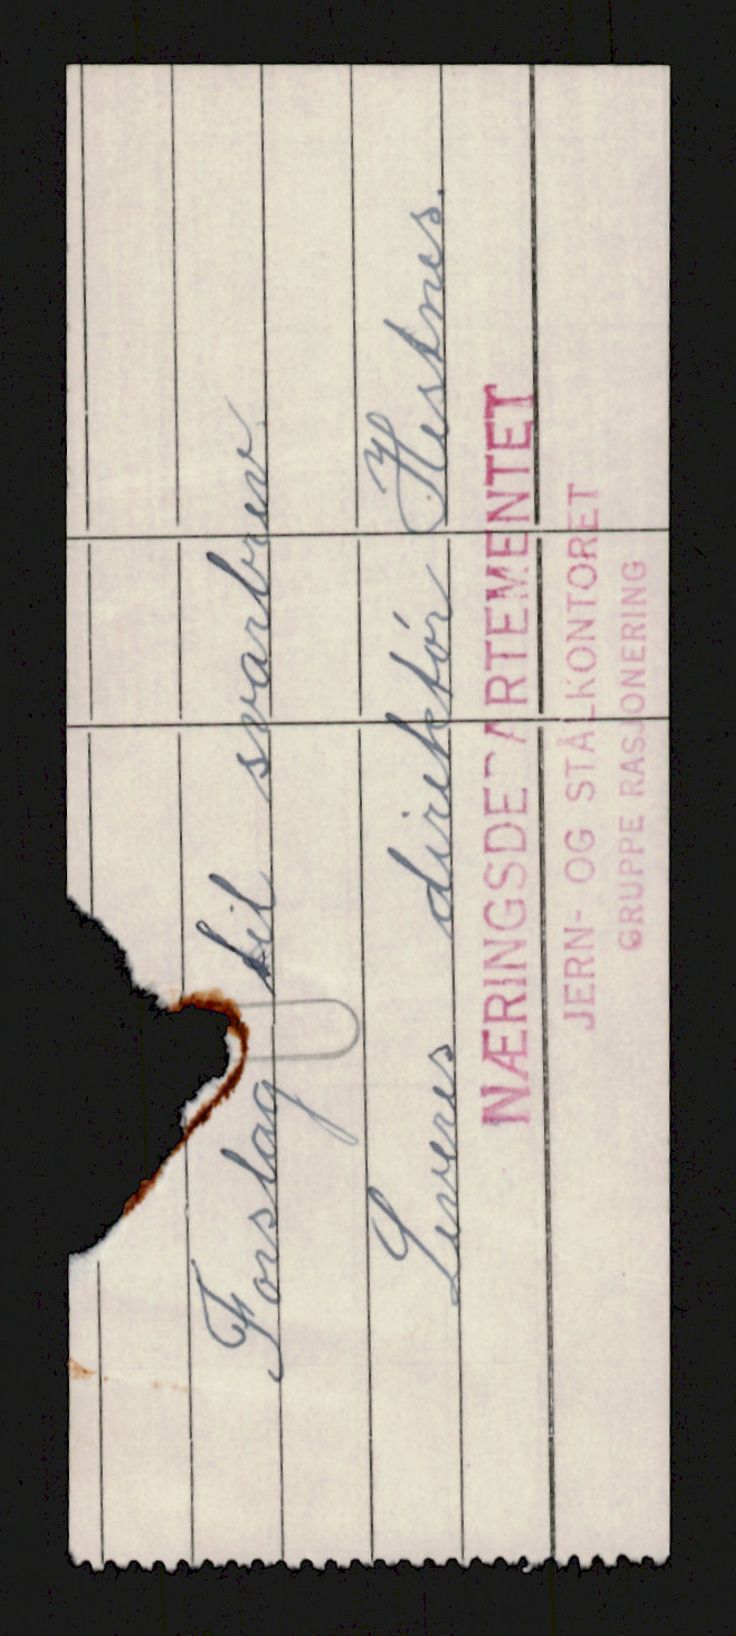 Forslag til svarbrev.
Leveres direktør Hestnes.
NÆRINGSDEPARTEMENTET
JERN- OG STÅLKONTORET
GRUPPE RASJONERING